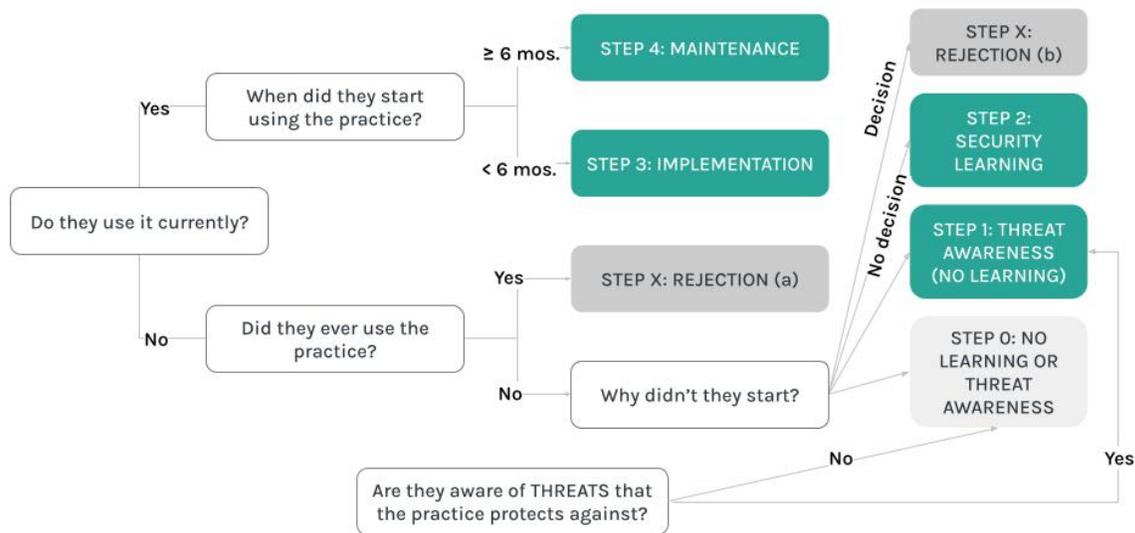 ≥ 6 mos.
STEP 4: MAINTENANCE
STEP X:
REJECTION (b)
Decision
Yes
When did they start
using the practice?
STEP 2:
SECURITY
LEARNING
< 6 mos.
STEP 3: IMPLEMENTATION
No decision
Do they use it currently?
STEP 1: THREAT
AWARENESS
(NO LEARNING)
Yes
STEP X: REJECTION (a)
No
Did they ever use the
practice?
STEP 0: NO
LEARNING OR
THREAT
AWARENESS
No
Why didn't they start?
No
Yes
Are they aware of THREATS that
the practice protects against?